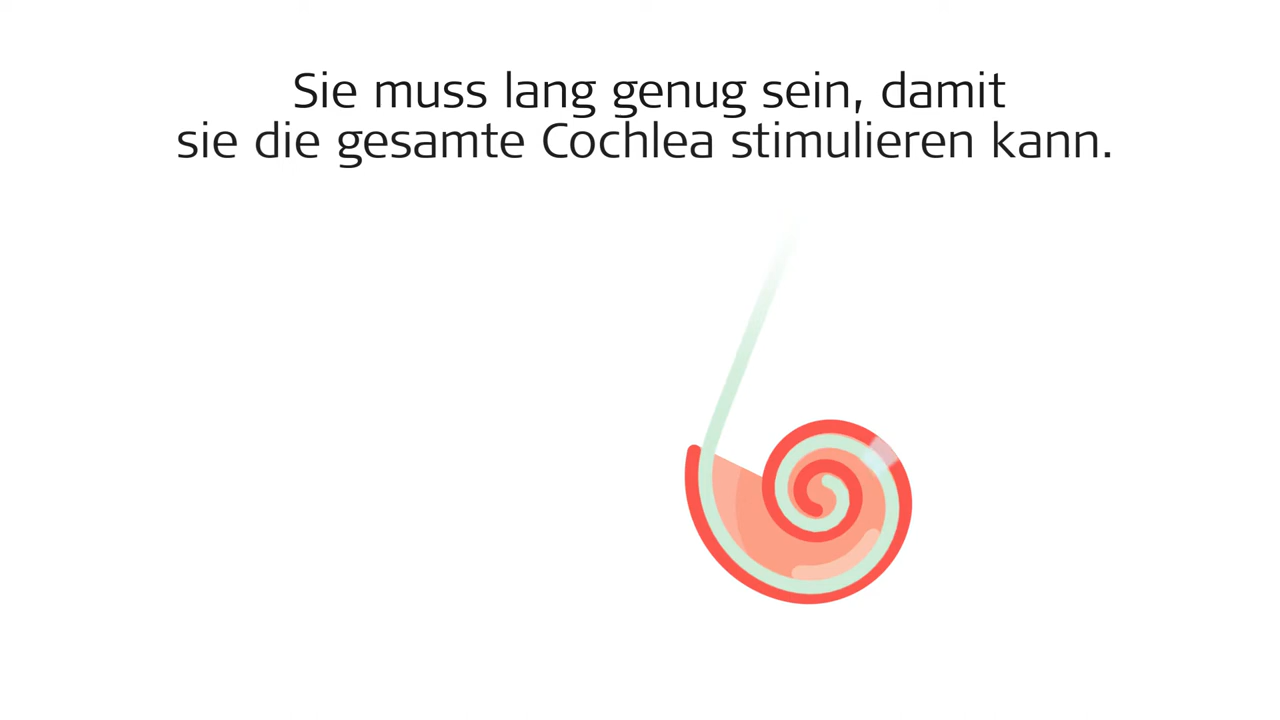 Sie muss lang genug sein, damit
sie die gesamte Cochlea stimulieren kann.